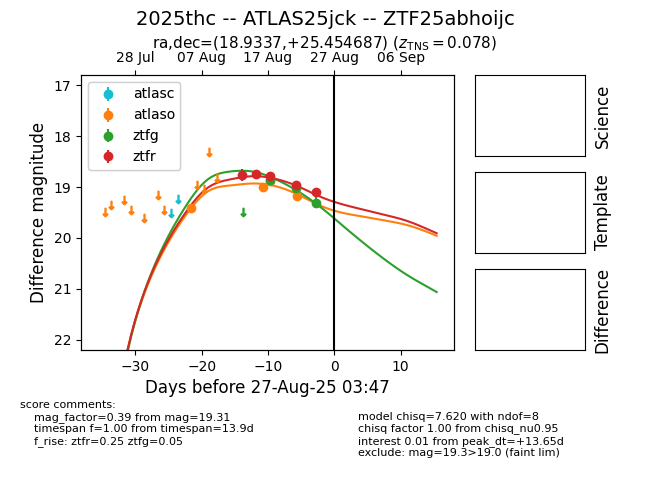 2025thc -- ATLAS25jck -- ZTF25abhoijc
ra,dec=(18.9337,+25.454687) (z_TNS = 0.078)
28 Jul 07 Aug 17 Aug 27 Aug 06 Sep
17
18
19
20
21
22
Difference magnitude
atlasc
atlaso
ztfg
ztfr
−30 −20 −10 0 10
Days before 27-Aug-25 03:47
Science
Template
Difference
score comments:
mag_factor=0.39 from mag=19.31
timespan f=1.00 from timespan=13.9d
f_rise: ztfr=0.25 ztfg=0.05
model chisq=7.620 with ndof=8
chisq factor 1.00 from chisq_nu0.95
interest 0.01 from peak_dt=+13.65d
exclude: mag=19.3>19.0 (faint lim)